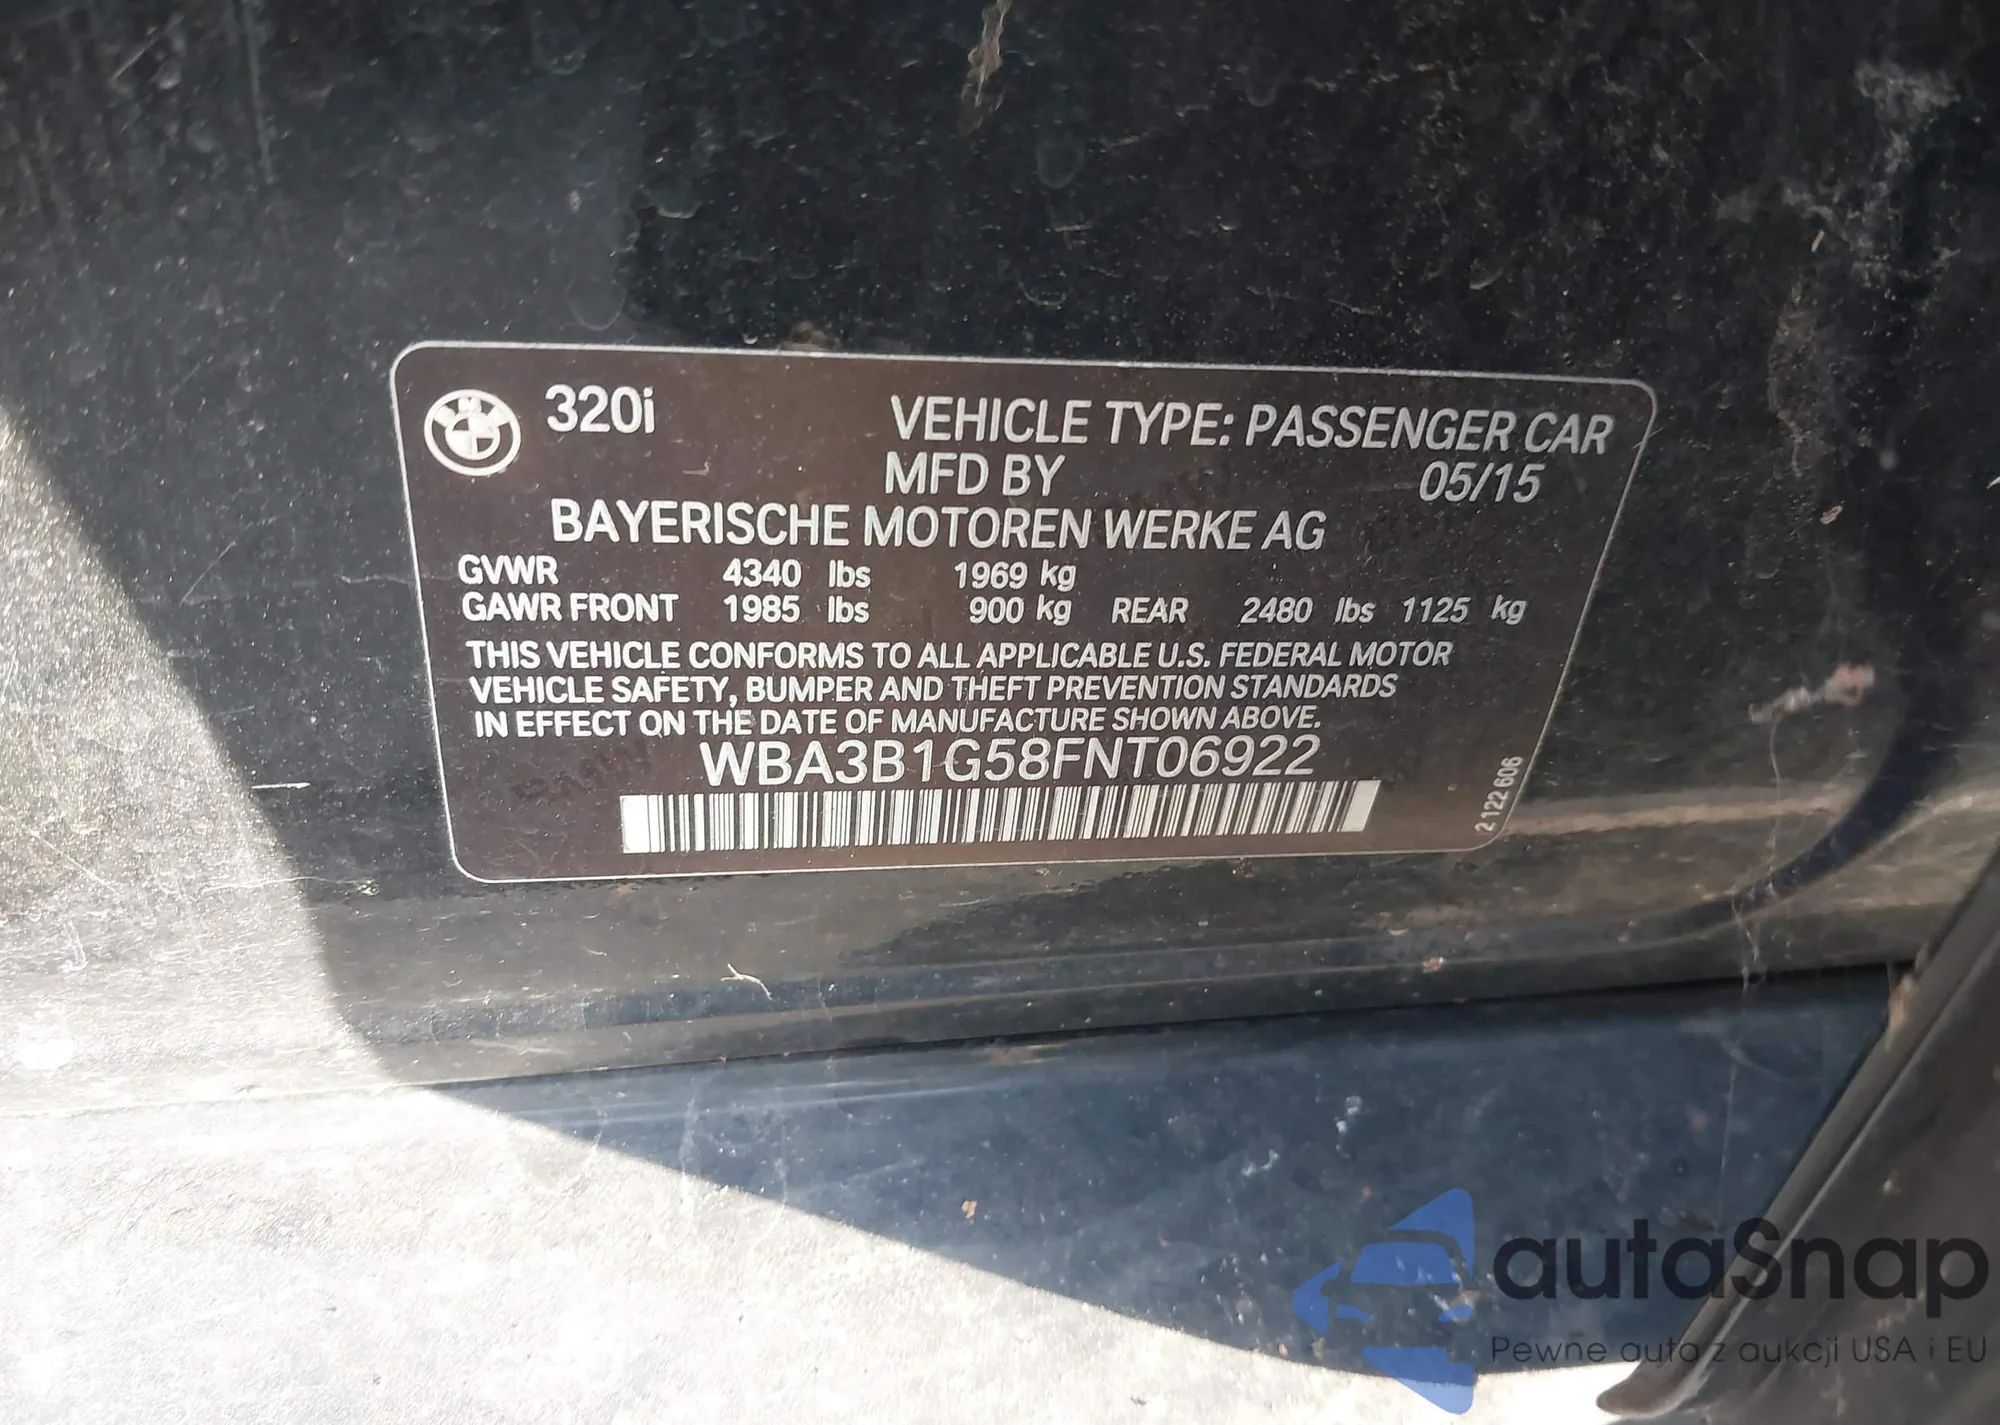 320i
VEHICLE TYPE: PASSENGER CAR
MFD BY 05/15
BAYERISCHE MOTOREN WERKE AG
GVWR 4340 lbs 1969 kg
GAWR FRONT 1985 lbs 900 kg REAR 2480 lbs 1125 kg
THIS VEHICLE CONFORMS TO ALL APPLICABLE U.S. FEDERAL MOTOR
VEHICLE SAFETY, BUMPER AND THEFT PREVENTION STANDARDS
IN EFFECT ON THE DATE OF MANUFACTURE SHOWN ABOVE.
WBA3B1G58FNT06922
2 122 606
autaSnap
Pewne auta z aukcji USA i EU